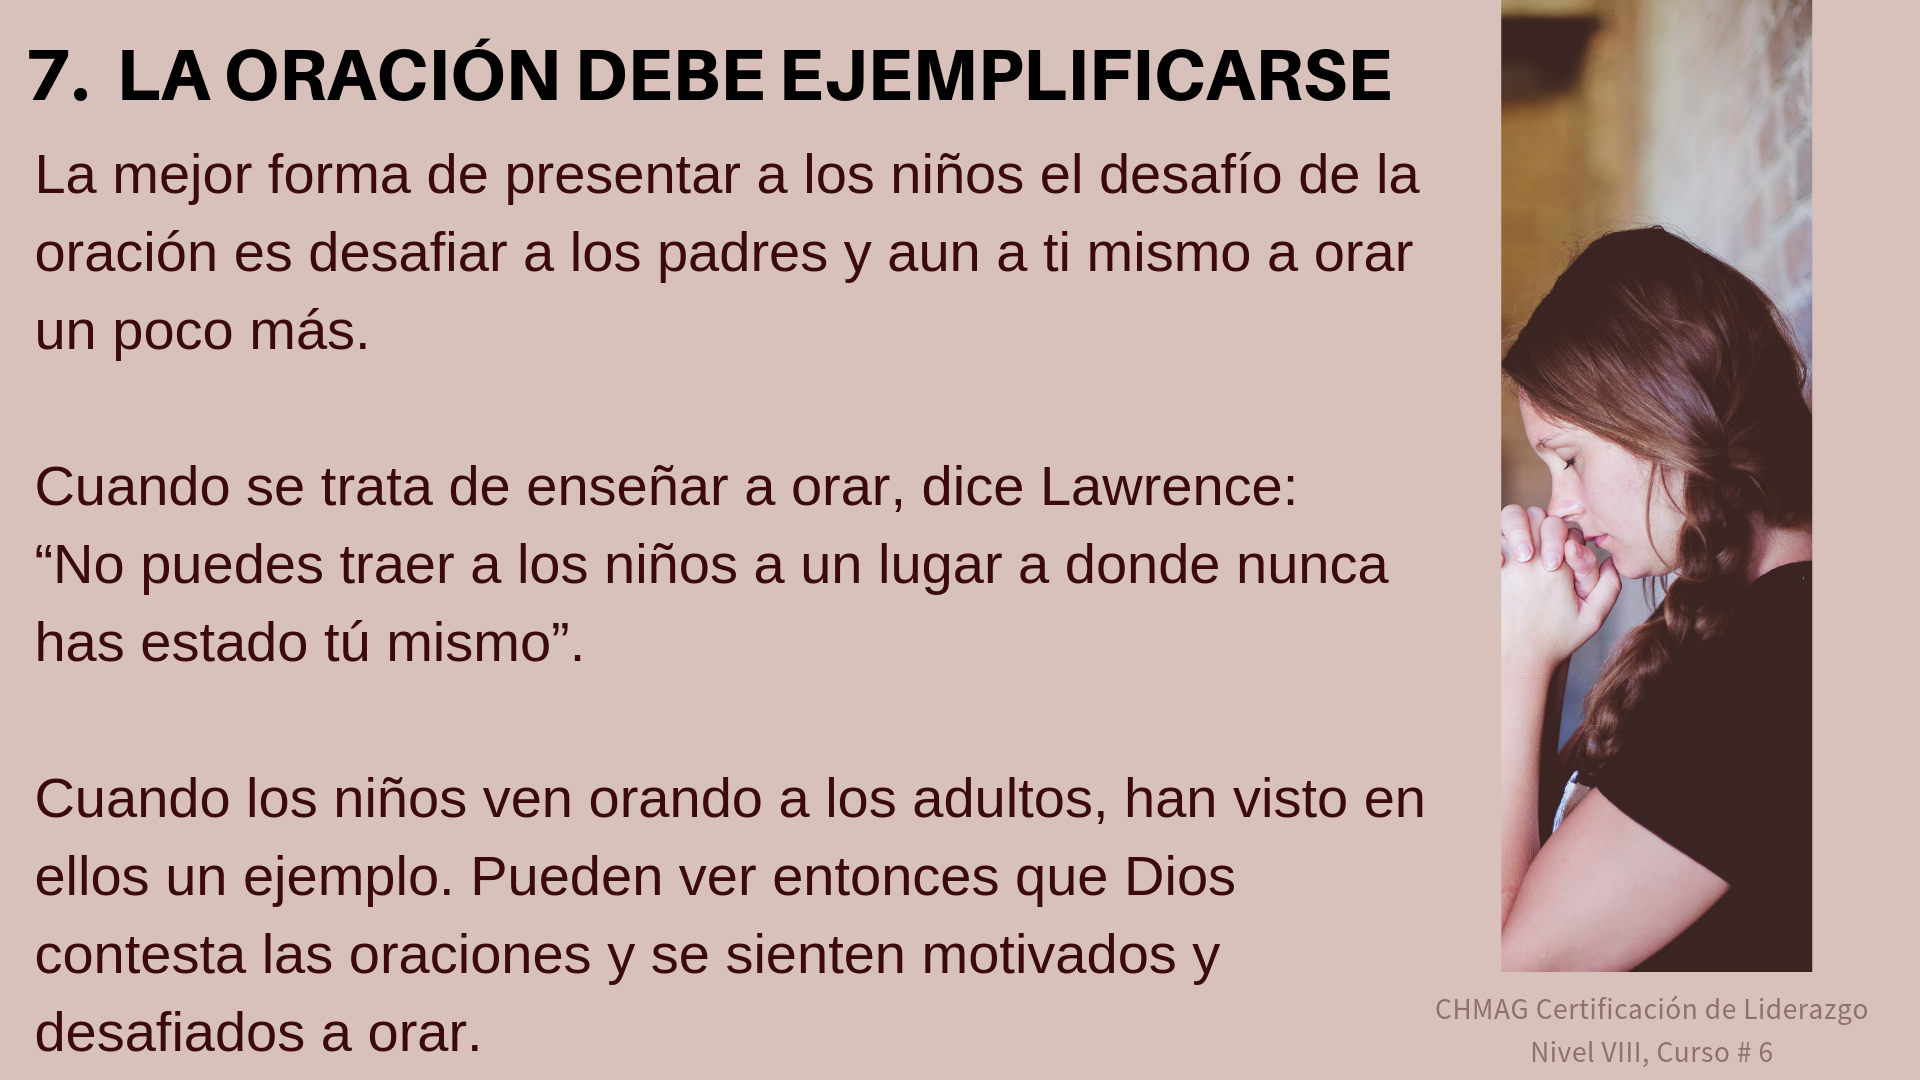 7. LA ORACIÓN DEBE EJEMPLIFICARSE
La mejor forma de presentar a los niños el desafío de la
oración es desafiar a los padres y aun a ti mismo a orar
un poco más.
Cuando se trata de enseñar a orar, dice Lawrence:
“No puedes traer a los niños a un lugar a donde nunca
has estado tú mismo”.
Cuando los niños ven orando a los adultos, han visto en
ellos un ejemplo. Pueden ver entonces que Dios
contesta las oraciones y se sienten motivados y
desafiados a orar.
CHMAG Certificación de Liderazgo
Nivel VIII, Curso # 6